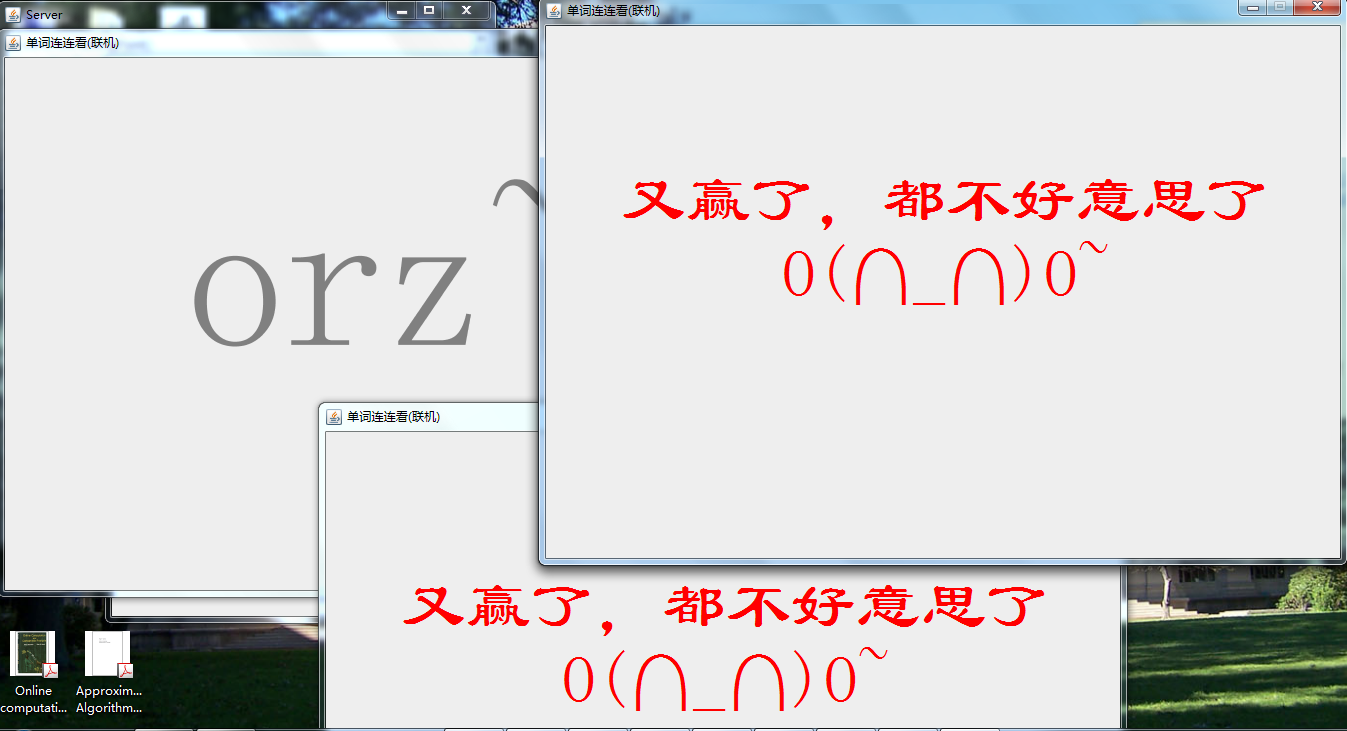 Server
单词连连看(联机)
~
orz
单词连连看(联机)
又赢了，都不好意思了
O(∩_∩)O~
单词连连看(联机)
又赢了，都不好意思了
O(∩_∩)O~
Online
computati...
Approxim...
Algorithm...